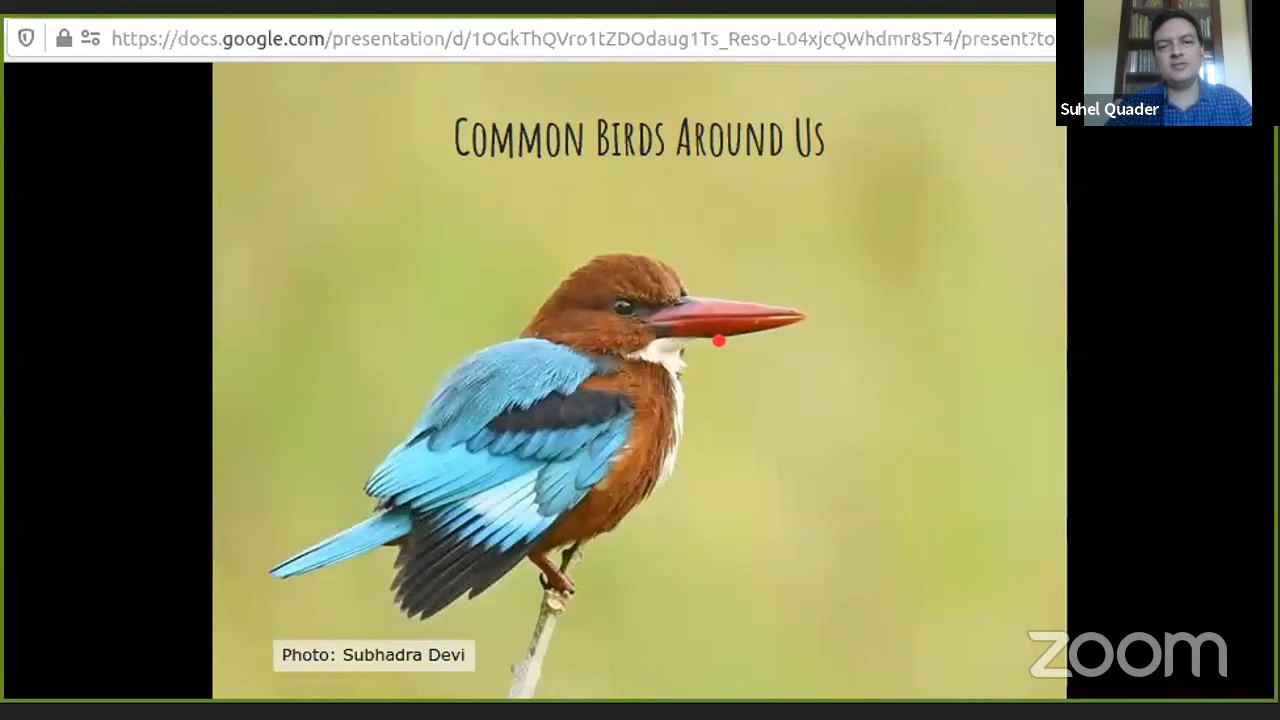 https://docs.google.com/presentation/d/1OGkThQVro1tZDOdaug1Ts_Reso-L04xjcQWhdmr8ST4/present?to
Suhel Quader
Common Birds Around Us
Photo: Subhadra Devi
zoom